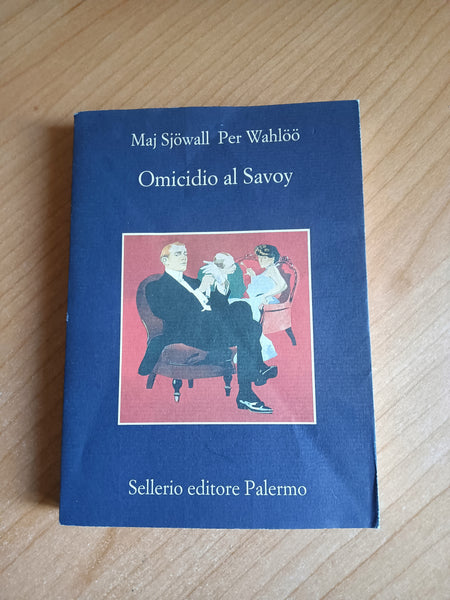 Maj Sjöwall Per Wahlöö
Omicidio al Savoy
Sellerio editore Palermo